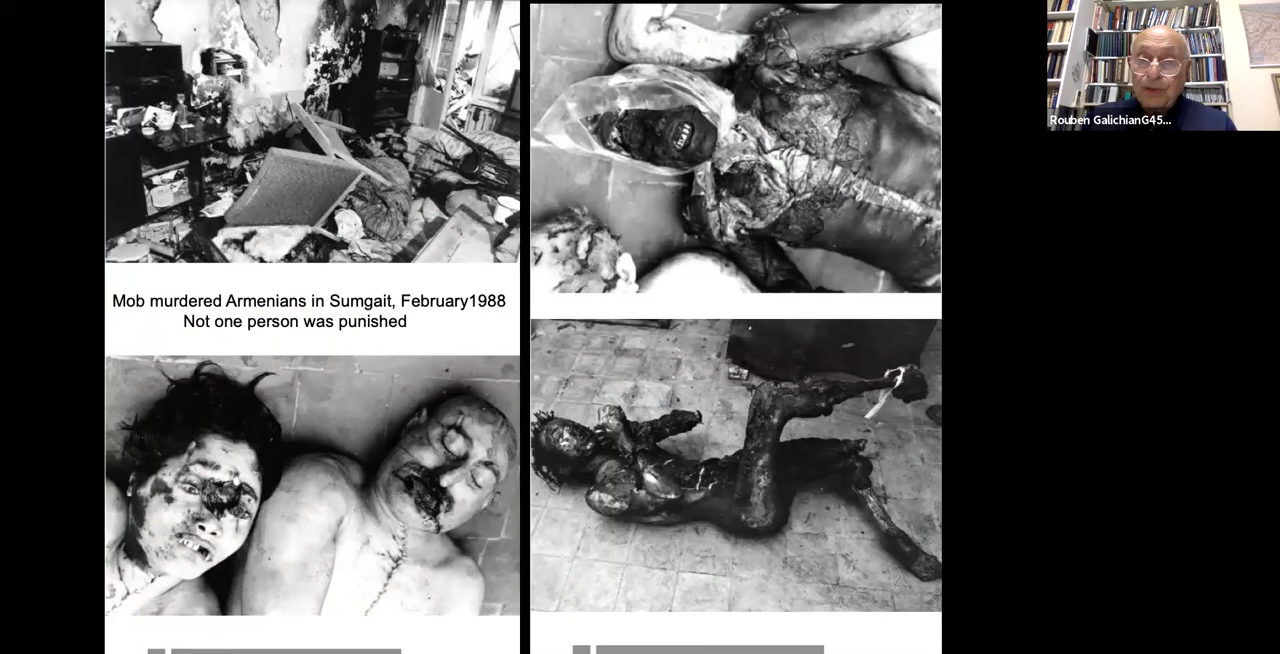 Mob murdered Armenians in Sumgait, February1988
Not one person was punished
Rouben GalichianG45...